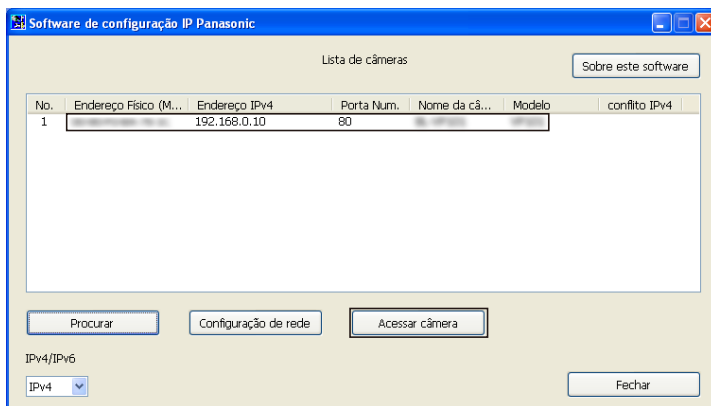 Software de configuração IP Panasonic
Lista de câmeras
Sobre este software
No. Endereço Físico (M... Endereço IPv4 Porta Num. Nome da câ... Modelo conflito IPv4
1 192.168.0.10 80
Procurar Configuração de rede Acessar câmera
IPv4/IPv6
IPv4 Fechar